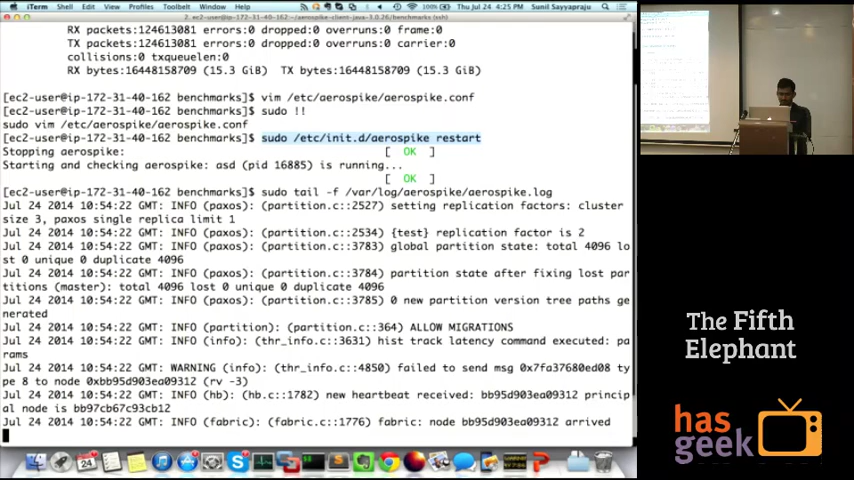 iTerm Shell Edit View Profiles Toolbelt Window Help 100% Thu Jul 24 4:25 PM Sunil Sayyapraju
2. ec2-user@ip-172-31-40-162:~/aerospike-client-java-3.0.26/benchmarks (ssh)
RX packets:124613081 errors:0 dropped:0 overruns:0 frame:0
TX packets:124613081 errors:0 dropped:0 overruns:0 carrier:0
collisions:0 txqueuelen:0
RX bytes:16448158709 (15.3 GiB)  TX bytes:16448158709 (15.3 GiB)
[ec2-user@ip-172-31-40-162 benchmarks]$ vim /etc/aerospike/aerospike.conf
[ec2-user@ip-172-31-40-162 benchmarks]$ sudo !!
sudo vim /etc/aerospike/aerospike.conf
[ec2-user@ip-172-31-40-162 benchmarks]$ sudo /etc/init.d/aerospike restart
Stopping aerospike: [  OK  ]
Starting and checking aerospike: asd (pid 16885) is running...
[  OK  ]
[ec2-user@ip-172-31-40-162 benchmarks]$ sudo tail -f /var/log/aerospike/aerospike.log
Jul 24 2014 10:54:22 GMT: INFO (paxos): (partition.c::2527) setting replication factors: cluster
size 3, paxos single replica limit 1
Jul 24 2014 10:54:22 GMT: INFO (paxos): (partition.c::2534) {test} replication factor is 2
Jul 24 2014 10:54:22 GMT: INFO (paxos): (partition.c::3783) global partition state: total 4096 lo
st 0 unique 0 duplicate 4096
Jul 24 2014 10:54:22 GMT: INFO (paxos): (partition.c::3784) partition state after fixing lost par
titions (master): total 4096 lost 0 unique 0 duplicate 4096
Jul 24 2014 10:54:22 GMT: INFO (paxos): (partition.c::3785) 0 new partition version tree paths ge
nerated
Jul 24 2014 10:54:22 GMT: INFO (partition): (partition.c::364) ALLOW MIGRATIONS
Jul 24 2014 10:54:22 GMT: INFO (info): (thr_info.c::3631) hist track latency command executed: pa
rams
Jul 24 2014 10:54:22 GMT: WARNING (info): (thr_info.c::4850) failed to send msg 0x7fa37680ed08 ty
pe 8 to node 0xbb95d903ea09312 (rv -3)
Jul 24 2014 10:54:22 GMT: INFO (hb): (hb.c::1782) new heartbeat received: bb95d903ea09312 princip
al node is bb97cb67c93cb12
Jul 24 2014 10:54:22 GMT: INFO (fabric): (fabric.c::1776) fabric: node bb95d903ea09312 arrived
The Fifth
Elephant
has
geek